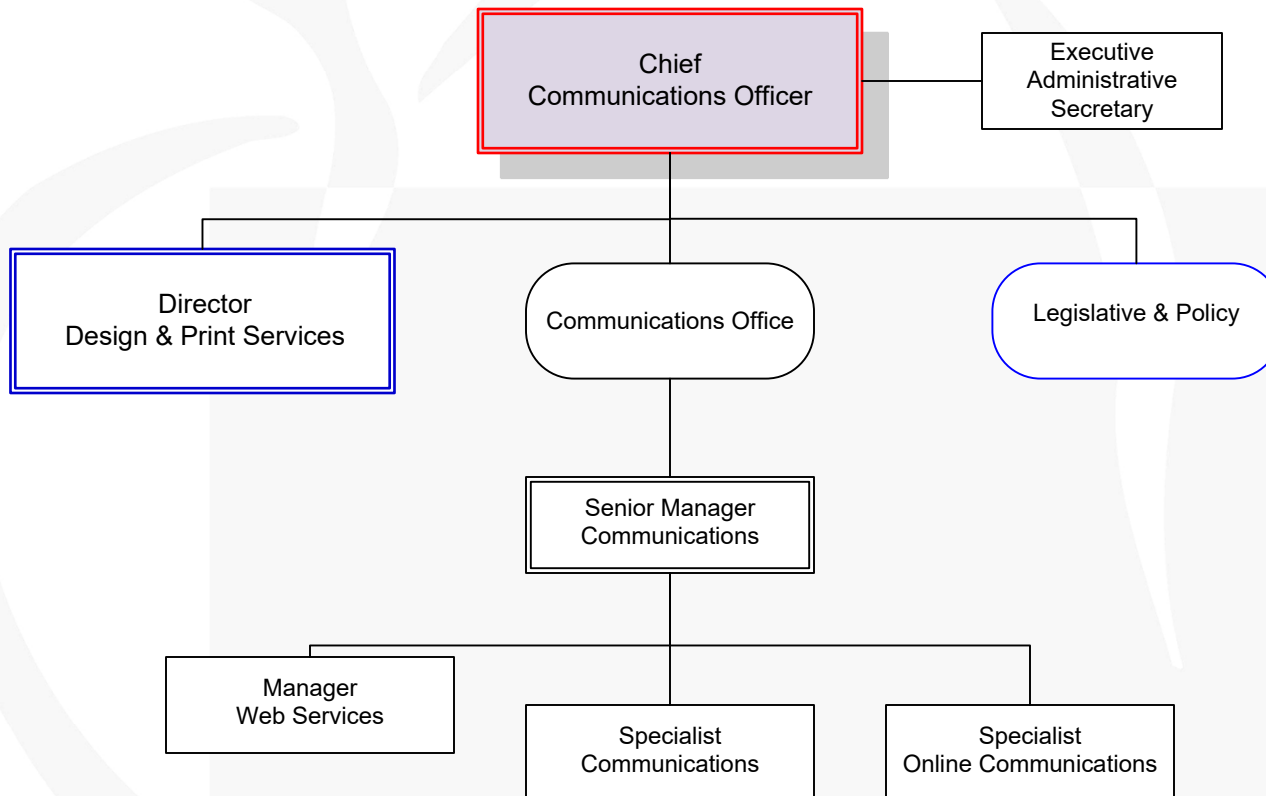 Chief
Communications Officer
Executive
Administrative
Secretary
Director
Design & Print Services
Communications Office
Legislative & Policy
Senior Manager
Communications
Manager
Web Services
Specialist
Communications
Specialist
Online Communications